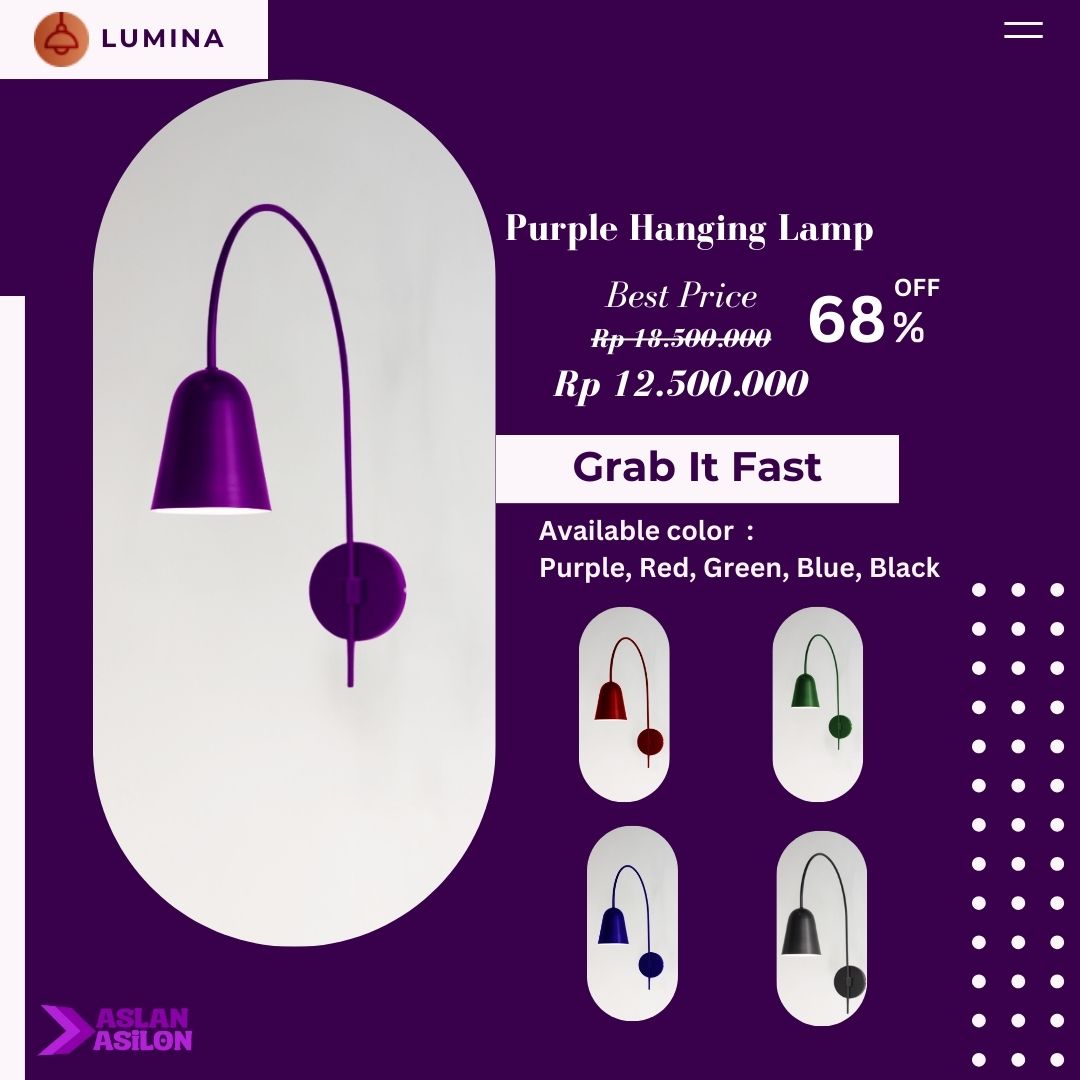 LUMINA
Purple Hanging Lamp
Best Price
Rp 18.500.000
68% OFF
Rp 12.500.000
Grab It Fast
Available color :
Purple, Red, Green, Blue, Black
ASLAN
ASiLON